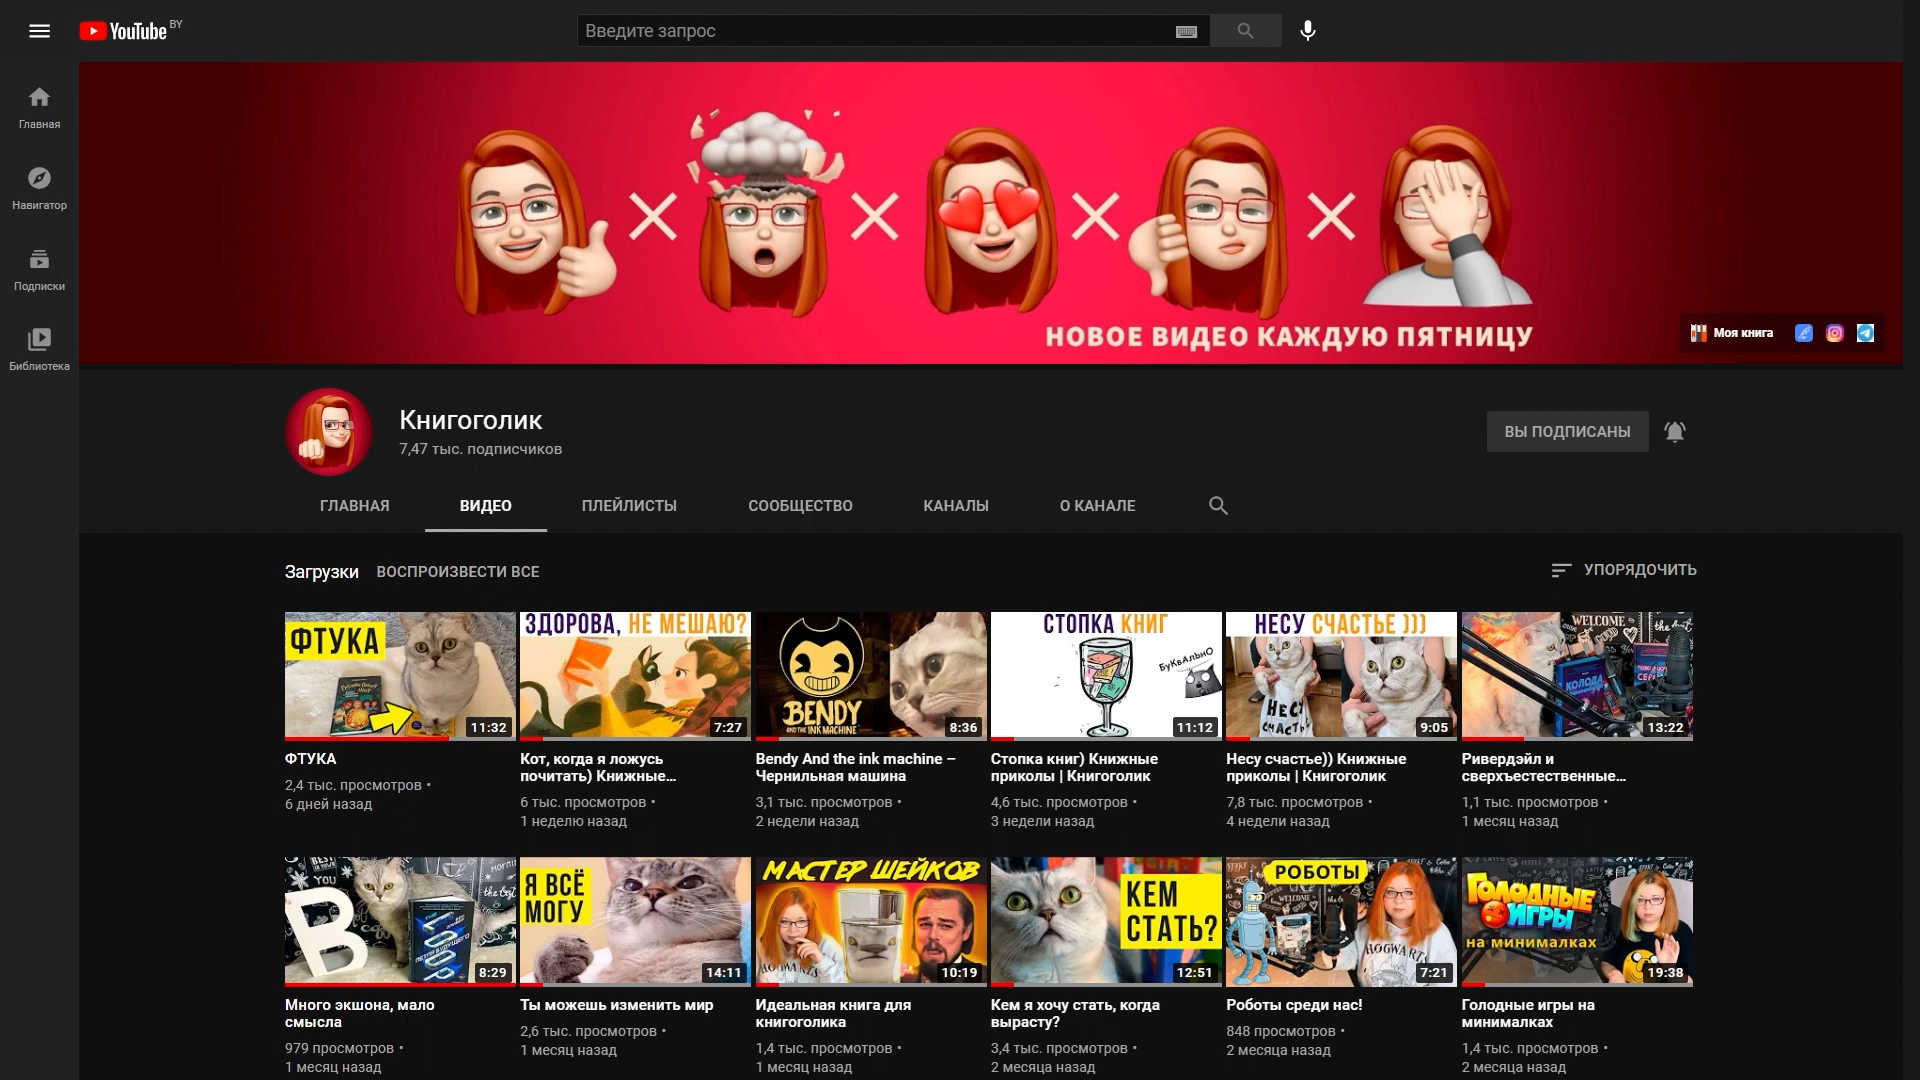 YouTube BY
Введите запрос
Главная
Навигатор
Подписки
Библиотека
НОВОЕ ВИДЕО КАЖДУЮ ПЯТНИЦУ
Моя книга
Книгоголик
7,47 тыс. подписчиков
ВЫ ПОДПИСАНЫ
ГЛАВНАЯ ВИДЕО ПЛЕЙЛИСТЫ СООБЩЕСТВО КАНАЛЫ О КАНАЛЕ
Загрузки ВОСПРОИЗВЕСТИ ВСЕ
УПОРЯДОЧИТЬ
ФТУКА
11:32
ФТУКА
2,4 тыс. просмотров •
6 дней назад
ЗДОРОВА, НЕ МЕШАЮ?
7:27
Кот, когда я ложусь
почитать) Книжные...
6 тыс. просмотров •
1 неделю назад
BENDY
AND THE INK MACHINE
8:36
Bendy And the ink machine –
Чернильная машина
3,1 тыс. просмотров •
2 недели назад
СТОПКА КНИГ
БуКвАльнО
11:12
Стопка книг) Книжные
приколы | Книгоголик
4,6 тыс. просмотров •
3 недели назад
НЕСУ СЧАСТЬЕ )))
9:05
Несу счастье)) Книжные
приколы | Книгоголик
7,8 тыс. просмотров •
4 недели назад
WELCOME
КОЛОДА
13:22
Ривердэйл и
сверхъестественные...
1,1 тыс. просмотров •
1 месяц назад
YOU
В
8:29
Много экшона, мало
смысла
979 просмотров •
1 месяц назад
Я ВСЁ
МОГУ
14:11
Ты можешь изменить мир
2,6 тыс. просмотров •
1 месяц назад
МАСТЕР ШЕЙКОВ
HOGWARTS
10:19
Идеальная книга для
книгоголика
1,4 тыс. просмотров •
1 месяц назад
КЕМ
СТАТЬ?
12:51
Кем я хочу стать, когда
вырасту?
3,4 тыс. просмотров •
2 месяца назад
РОБОТЫ
WELCOME
HOGWARTS
7:21
Роботы среди нас!
848 просмотров •
2 месяца назад
ГОЛОДНЫЕ
ИГРЫ
на минималках
19:38
Голодные игры на
минималках
1,4 тыс. просмотров •
2 месяца назад